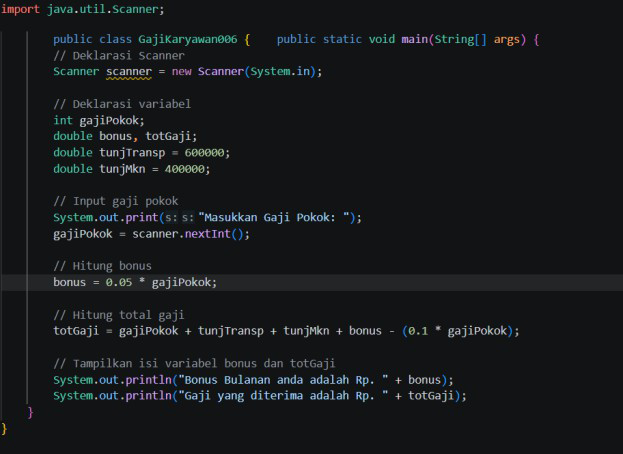 import java.util.Scanner;
public class GajiKaryawan006 {    public static void main(String[] args) {
// Deklarasi Scanner
Scanner scanner = new Scanner(System.in);
// Deklarasi variabel
int gajiPokok;
double bonus, totGaji;
double tunjTransp = 600000;
double tunjMkn = 400000;
// Input gaji pokok
System.out.print(s: s: "Masukkan Gaji Pokok: ");
gajiPokok = scanner.nextInt();
// Hitung bonus
bonus = 0.05 * gajiPokok;
// Hitung total gaji
totGaji = gajiPokok + tunjTransp + tunjMkn + bonus - (0.1 * gajiPokok);
// Tampilkan isi variabel bonus dan totGaji
System.out.println("Bonus Bulanan anda adalah Rp. " + bonus);
System.out.println("Gaji yang diterima adalah Rp. " + totGaji);
}
}